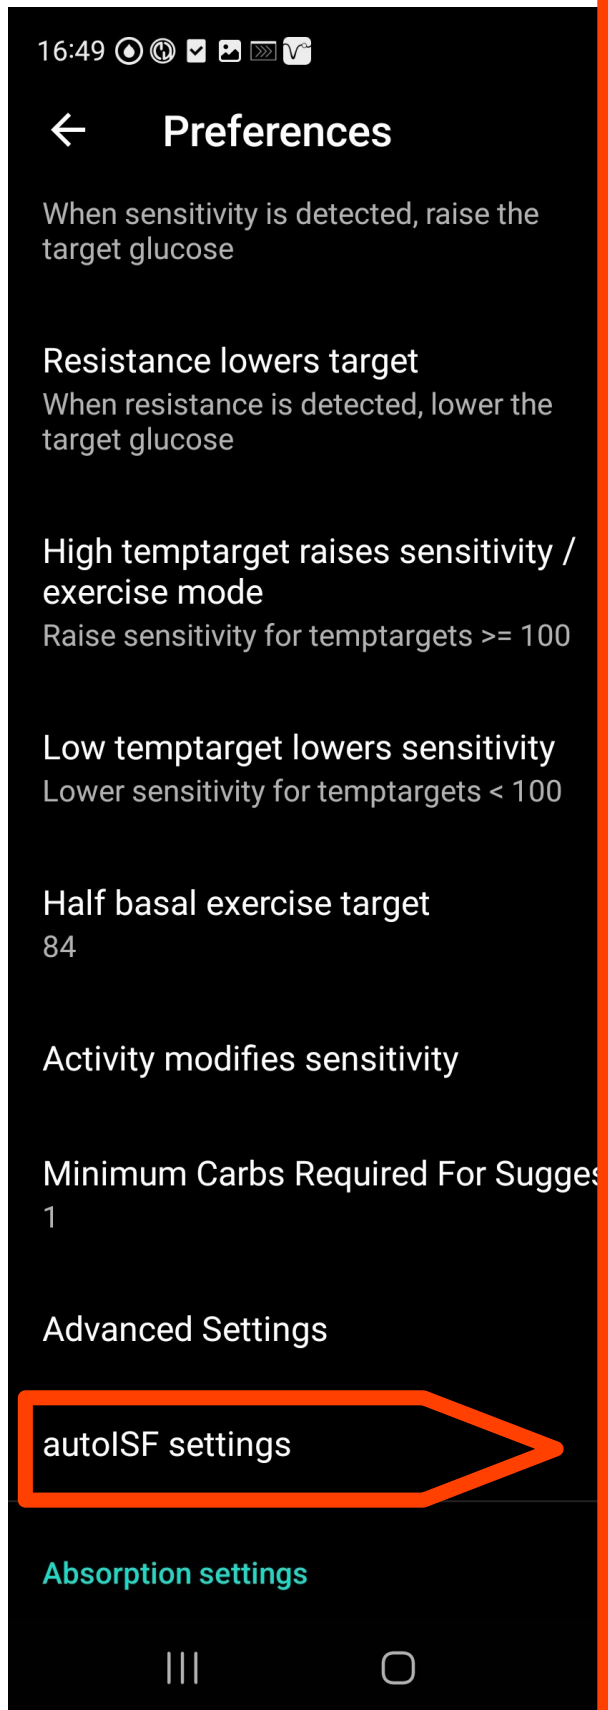 16:49
Preferences
When sensitivity is detected, raise the
target glucose
Resistance lowers target
When resistance is detected, lower the
target glucose
High temptarget raises sensitivity /
exercise mode
Raise sensitivity for temptargets >= 100
Low temptarget lowers sensitivity
Lower sensitivity for temptargets < 100
Half basal exercise target
84
Activity modifies sensitivity
Minimum Carbs Required For Sugges
1
Advanced Settings
autoISF settings
Absorption settings